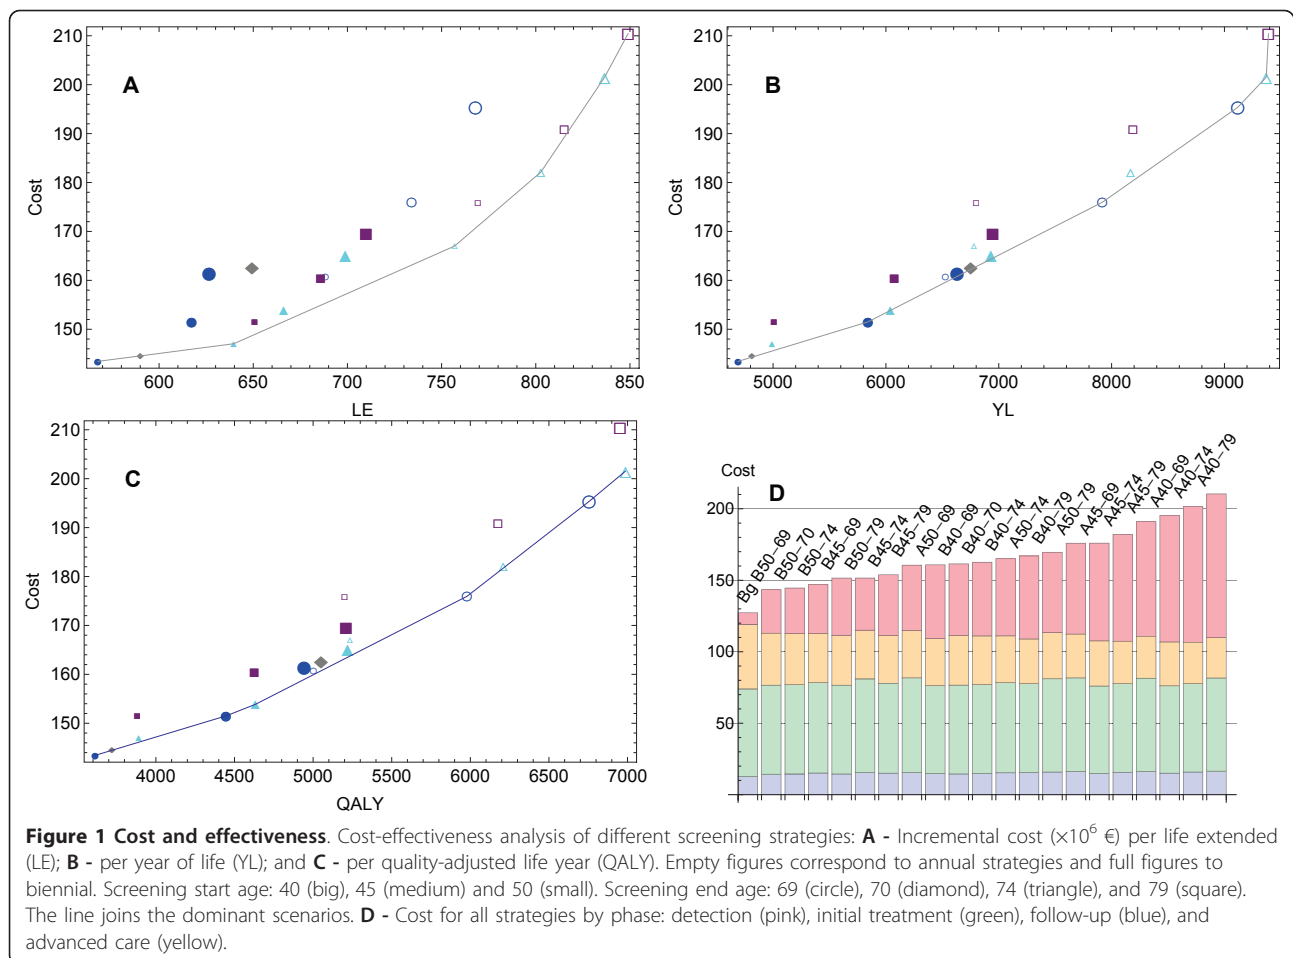 A
210
200
190
180
170
160
150
Cost
600
650
700
750
800
850
LE
B
210
200
190
180
170
160
150
Cost
5000
6000
7000
8000
9000
YL
C
210
200
190
180
170
160
150
Cost
4000
4500
5000
5500
6000
6500
7000
QALY
D
Cost
200
150
100
50
Bg
B50–69
B50–70
B50–74
B45–69
B50–79
B45–74
B45–79
A50–69
B40–69
B40–70
B40–74
A50–74
B40–79
A50–79
A45–69
A45–74
A45–79
A40–69
A40–74
A40–79
Figure 1 Cost and effectiveness. Cost-effectiveness analysis of different screening strategies: A - Incremental cost (×10⁶ €) per life extended
(LE); B - per year of life (YL); and C - per quality-adjusted life year (QALY). Empty figures correspond to annual strategies and full figures to
biennial. Screening start age: 40 (big), 45 (medium) and 50 (small). Screening end age: 69 (circle), 70 (diamond), 74 (triangle), and 79 (square).
The line joins the dominant scenarios. D - Cost for all strategies by phase: detection (pink), initial treatment (green), follow-up (blue), and
advanced care (yellow).